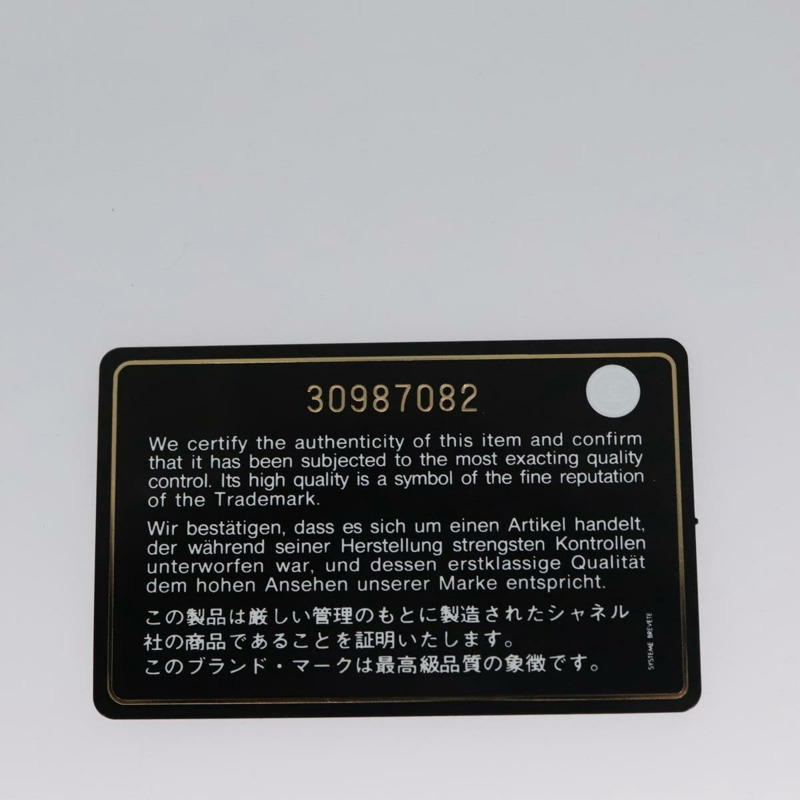 30987082
We certify the authenticity of this item and confirm
that it has been subjected to the most exacting quality
control. Its high quality is a symbol of the fine reputation
of the Trademark.
Wir bestätigen, dass es sich um einen Artikel handelt,
der während seiner Herstellung strengsten Kontrollen
unterworfen war, und dessen erstklassige Qualität
dem hohen Ansehen unserer Marke entspricht.
この製品は厳しい管理のもとに製造されたシャネル
社の商品であることを証明いたします。
このブランド・マークは最高級品質の象徴です。
SYSTEME BREVETE